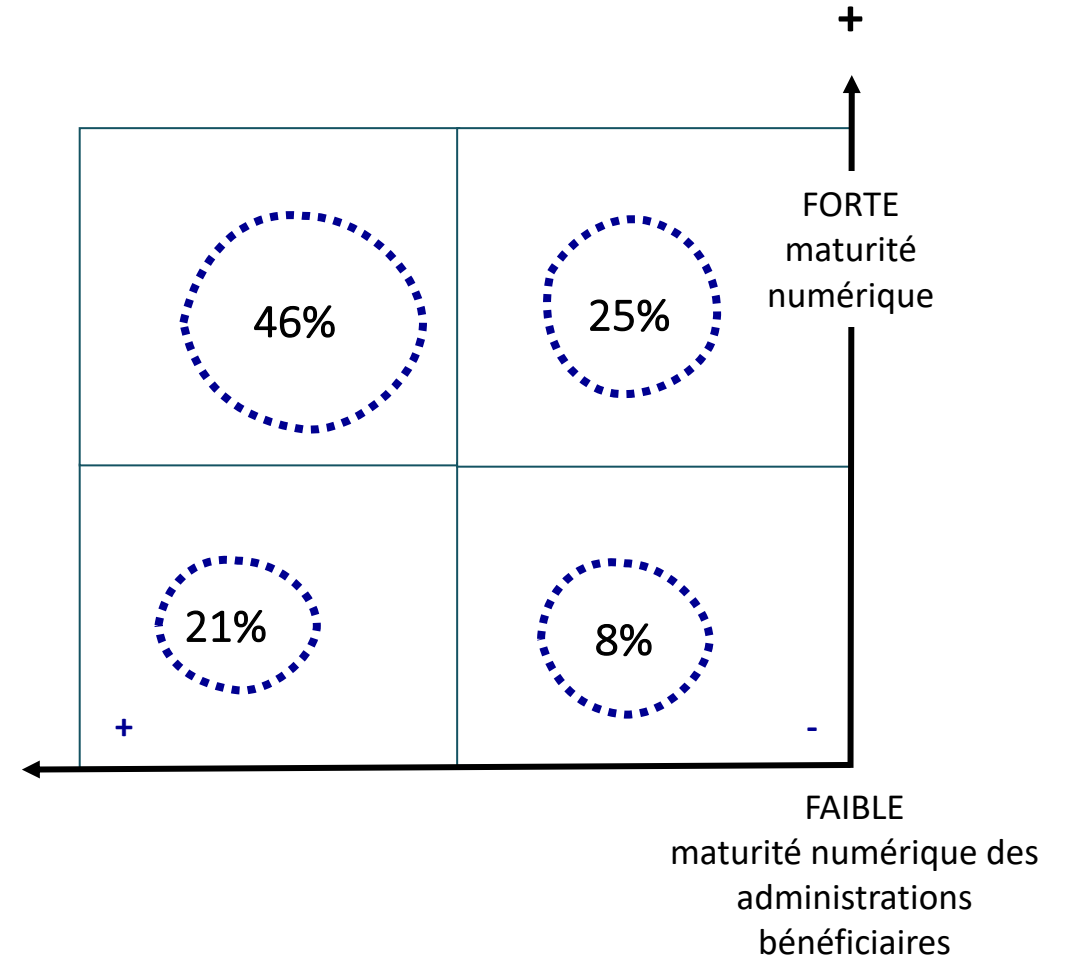 +
FORTE
maturité
numérique
46%
25%
21%
8%
+
-
FAIBLE
maturité numérique des
administrations
bénéficiaires